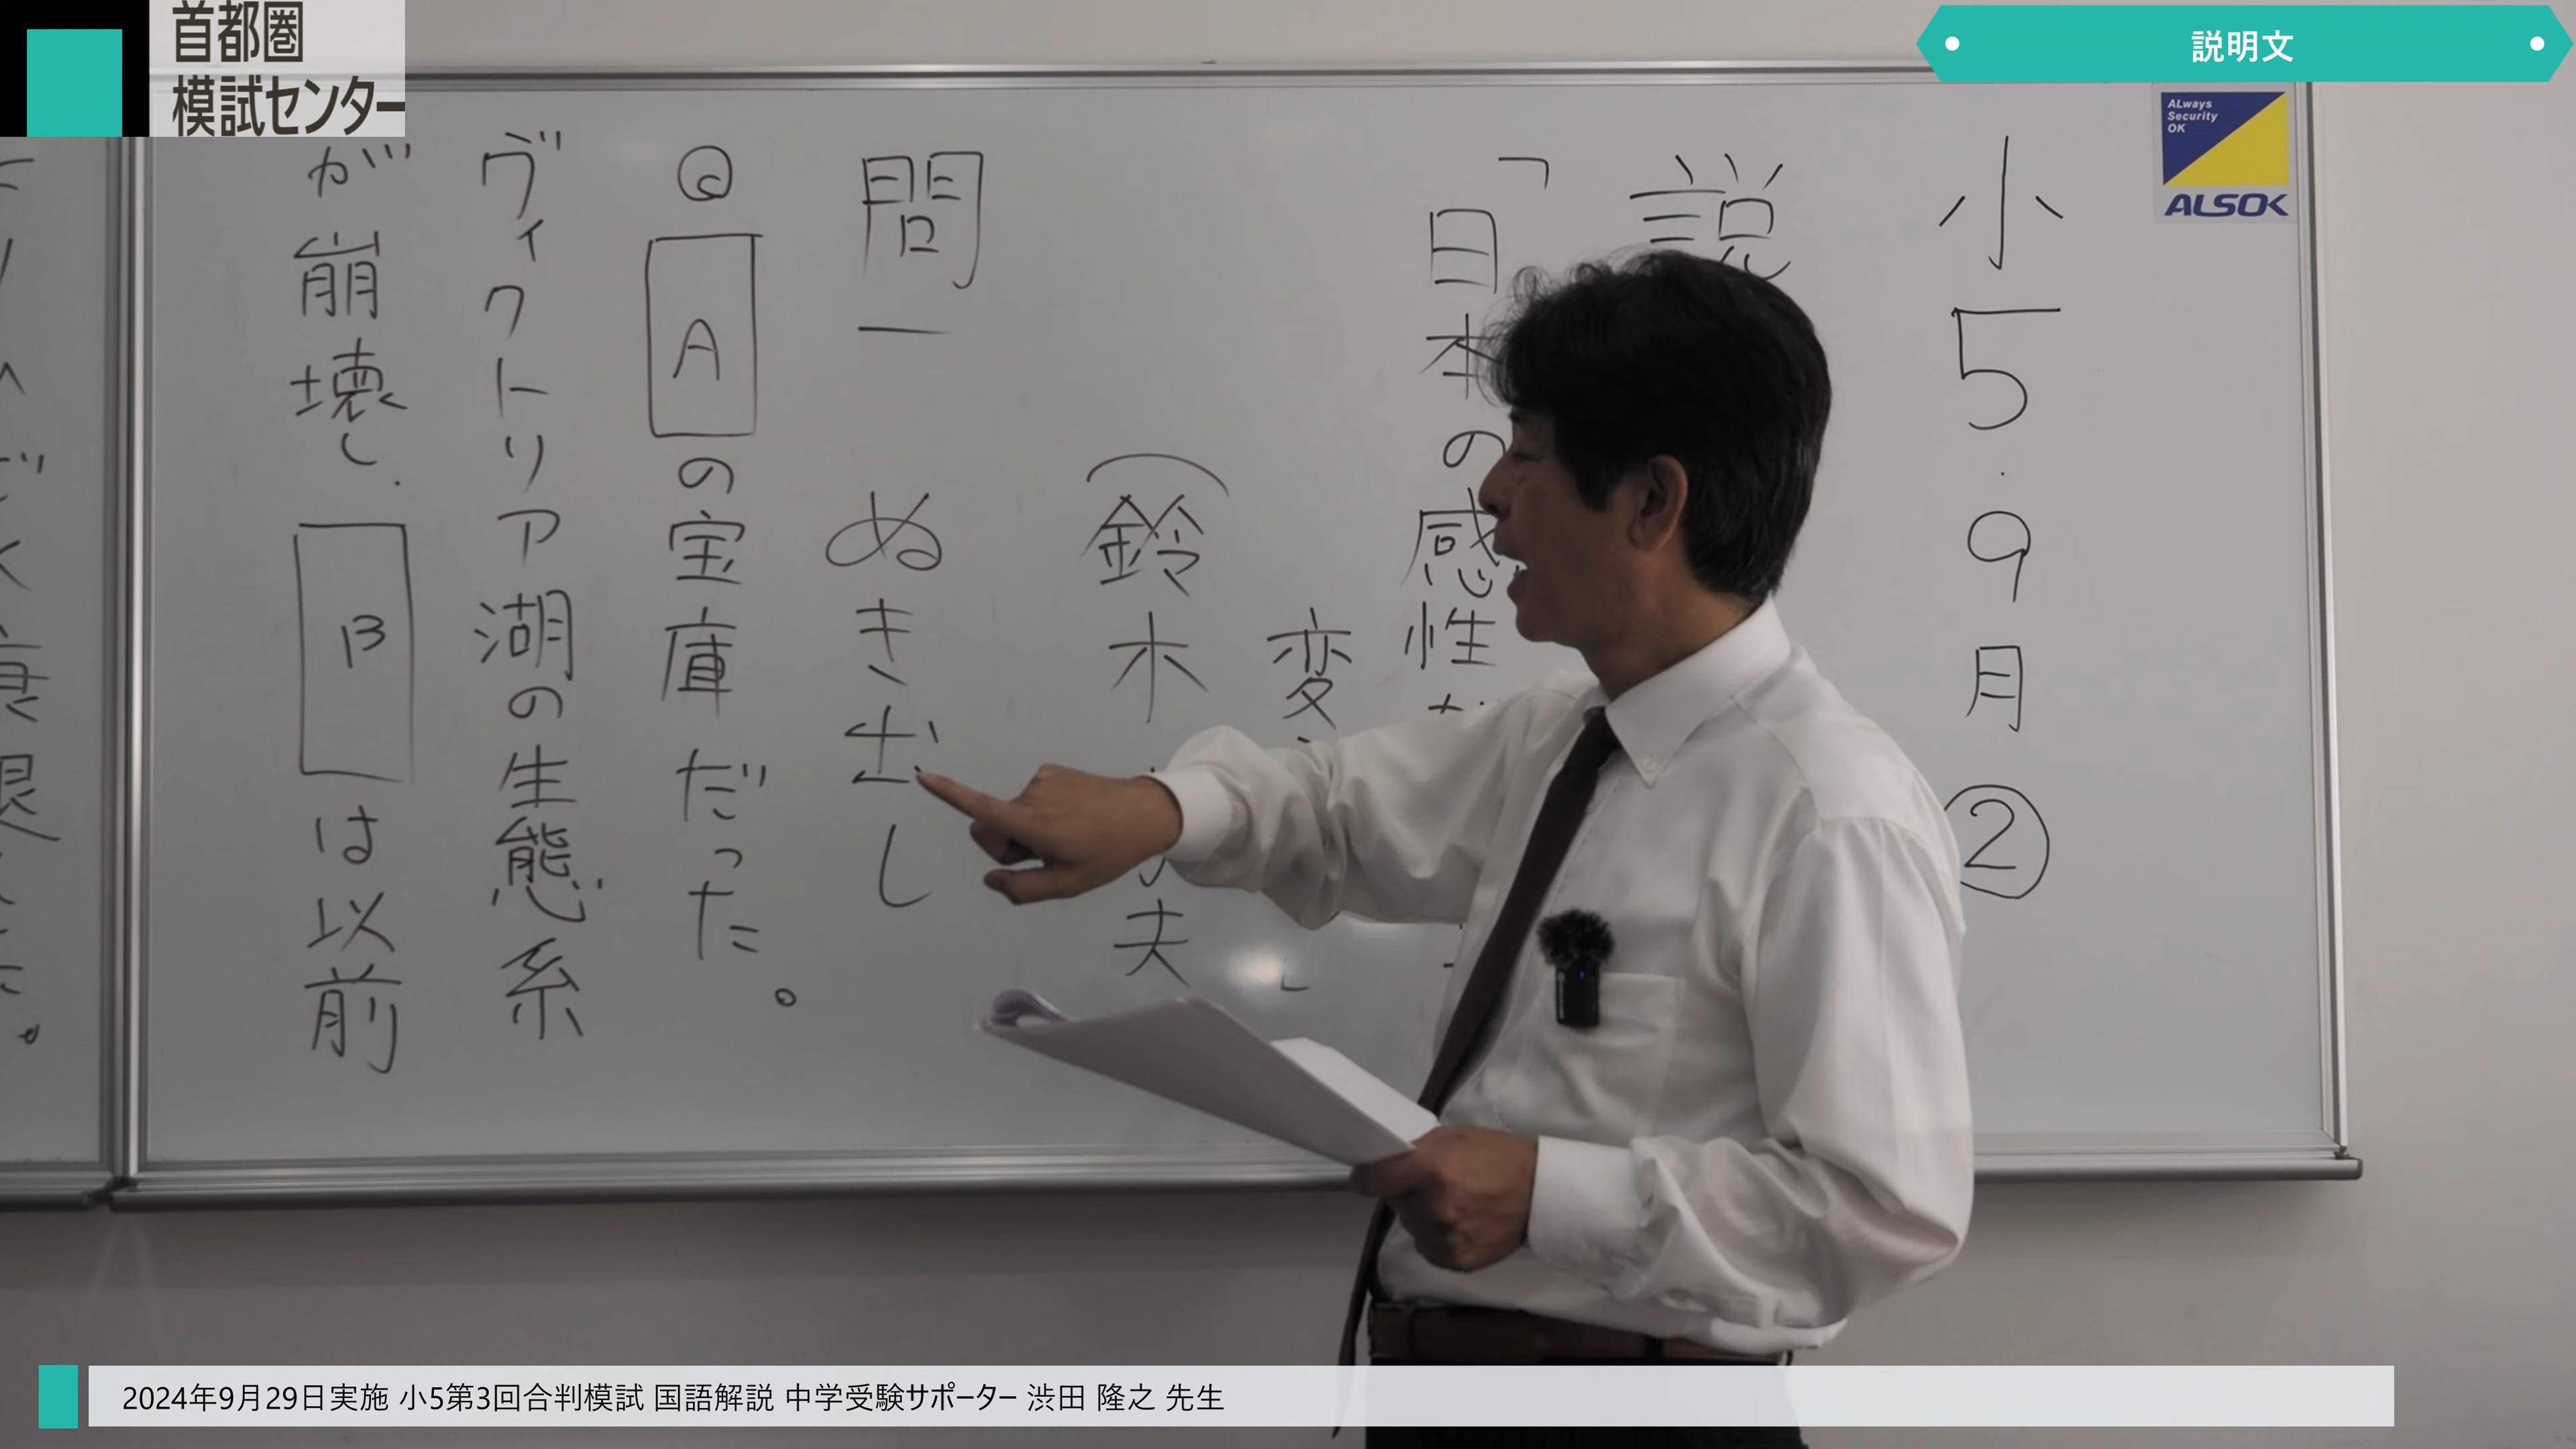 首都圏
模試センター
説明文
ALways
Security
OK
ALSOK
小5.9月②
説
「日本の感性
変
(鈴木 夫
問一 ぬき出し
@ A の宝庫だった。
ヴィクトリア湖の生態系
が崩壊し. B は以前
2024年9月29日実施 小5第3回合判模試 国語解説 中学受験サポーター 渋田 隆之 先生